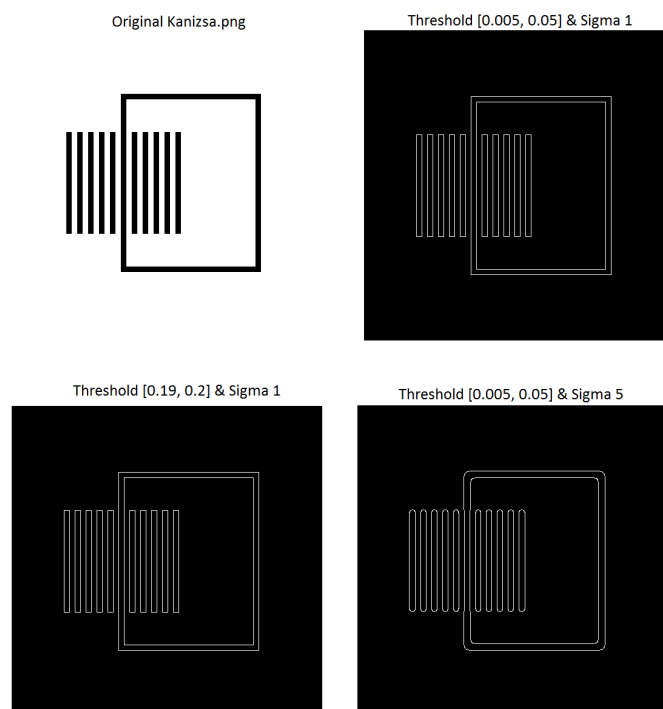 Original Kanizsa.png
Threshold [0.005, 0.05] & Sigma 1
Threshold [0.19, 0.2] & Sigma 1
Threshold [0.005, 0.05] & Sigma 5